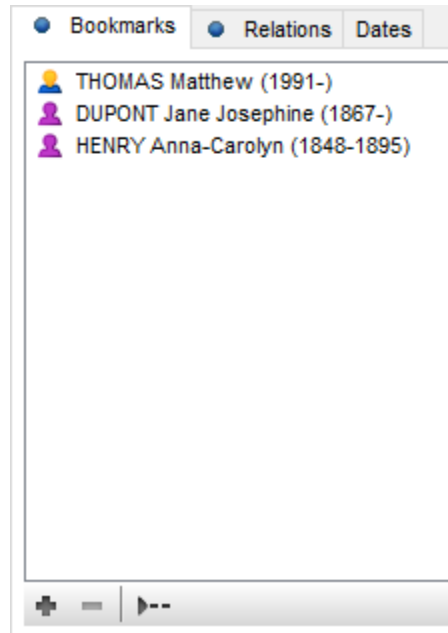 Bookmarks Relations Dates
THOMAS Matthew (1991-)
DUPONT Jane Josephine (1867-)
HENRY Anna-Carolyn (1848-1895)